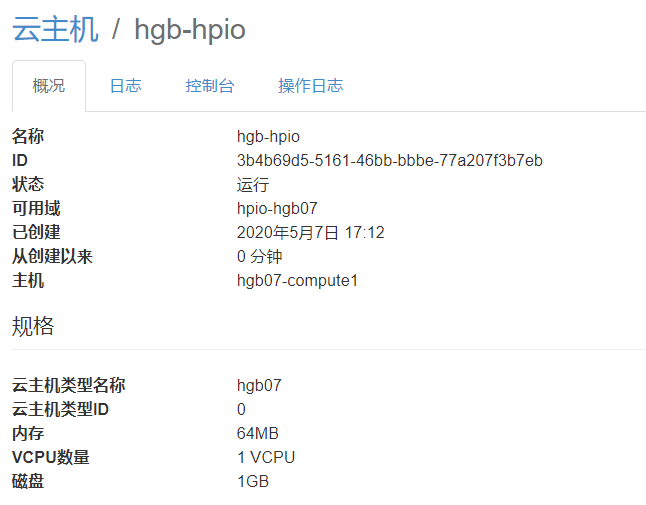 云主机 / hgb-hpio
概况 日志 控制台 操作日志
名称 hgb-hpio
ID 3b4b69d5-5161-46bb-bbbe-77a207f3b7eb
状态 运行
可用域 hpio-hgb07
已创建 2020年5月7日 17:12
从创建以来 0 分钟
主机 hgb07-compute1
规格
云主机类型名称 hgb07
云主机类型ID 0
内存 64MB
VCPU数量 1 VCPU
磁盘 1GB